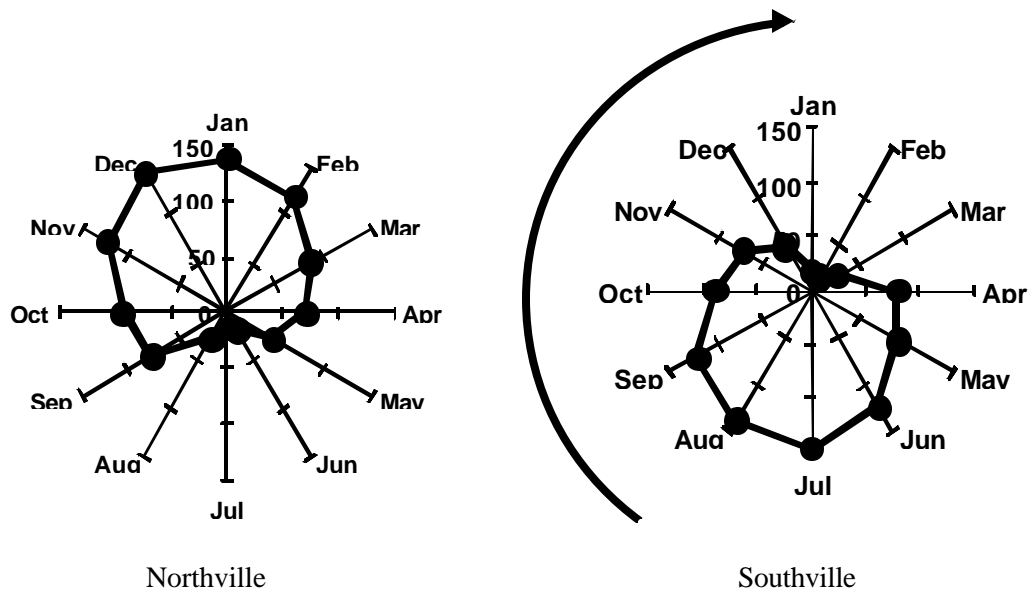 Jan
150
Dec
Feb
100
Nov
Mar
50
Oct
0
Apr
Sep
May
Aug
Jun
Jul
Northville
Jan
150
Dec
Feb
100
Nov
Mar
Oct
0
Apr
Sep
May
Aug
Jun
Jul
Southville